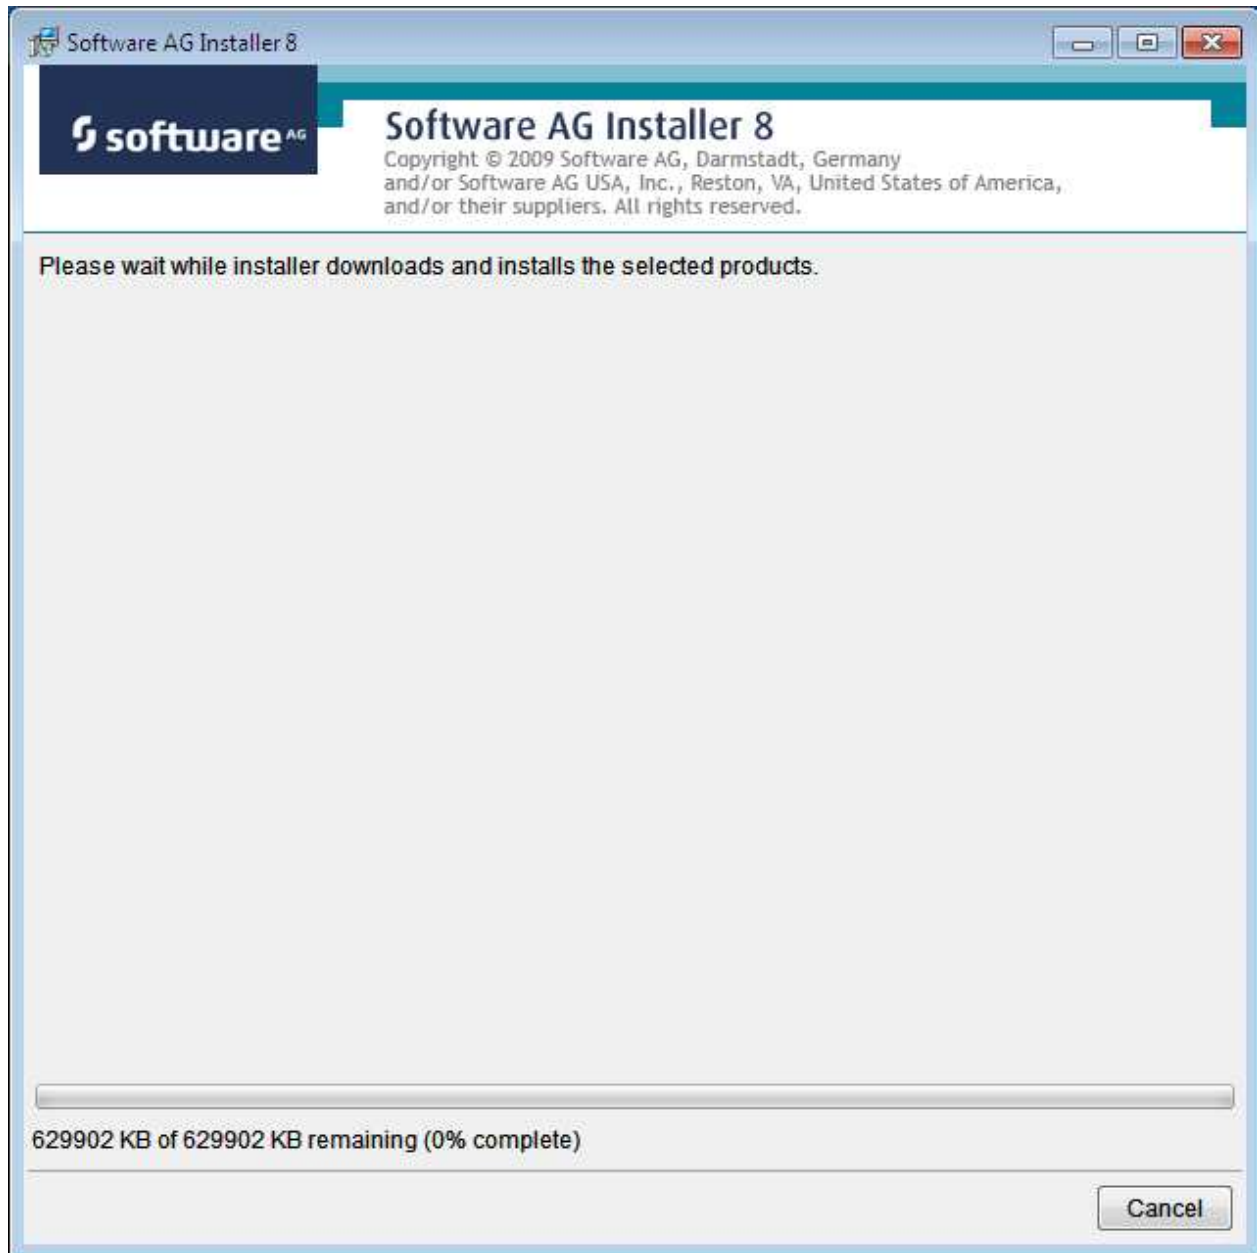 Software AG Installer 8
software AG
Software AG Installer 8
Copyright © 2009 Software AG, Darmstadt, Germany
and/or Software AG USA, Inc., Reston, VA, United States of America,
and/or their suppliers. All rights reserved.
Please wait while installer downloads and installs the selected products.
629902 KB of 629902 KB remaining (0% complete)
Cancel